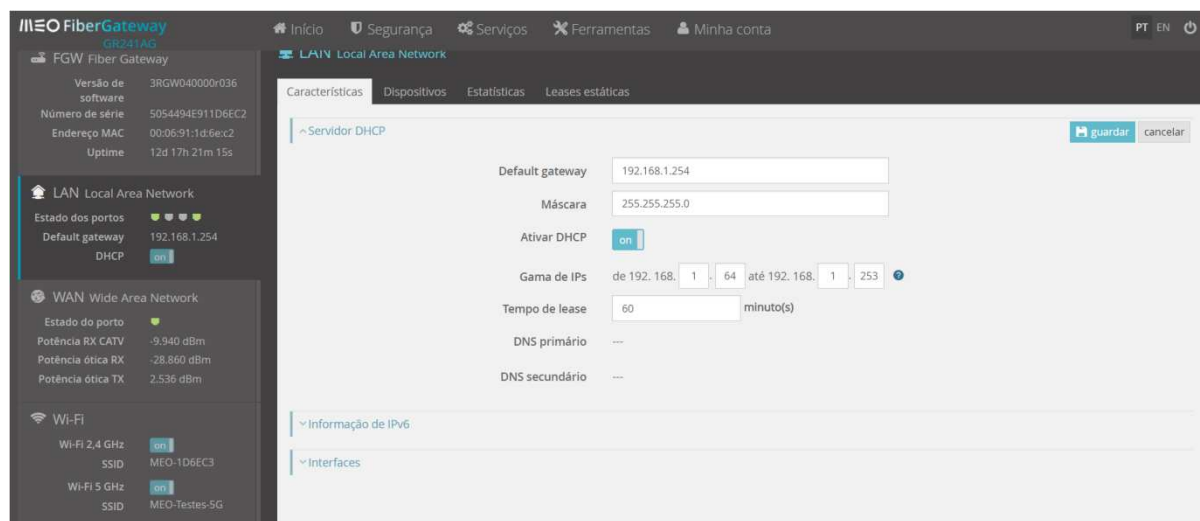 MEO FiberGateway
GR241AG
Início Segurança Serviços Ferramentas Minha conta PT EN
FGW Fiber Gateway
Versão de software 3RGW040000r036
Número de série 5054494E911D6EC2
Endereço MAC 00:06:91:1d:6e:c2
Uptime 12d 17h 21m 15s
LAN Local Area Network
Estado dos portos
Default gateway 192.168.1.254
DHCP on
WAN Wide Area Network
Estado do porto
Potência RX CATV -9.940 dBm
Potência ótica RX -28.860 dBm
Potência ótica TX 2.536 dBm
Wi-Fi
Wi-Fi 2,4 GHz on
SSID MEO-1D6EC3
Wi-Fi 5 GHz on
SSID MEO-Testes-5G
LAN Local Area Network
Características Dispositivos Estatísticas Leases estáticas
Servidor DHCP guardar cancelar
Default gateway 192.168.1.254
Máscara 255.255.255.0
Ativar DHCP on
Gama de IPs de 192. 168. 1 . 64 até 192. 168. 1 . 253 ?
Tempo de lease 60 minuto(s)
DNS primário ---
DNS secundário ---
Informação de IPv6
Interfaces